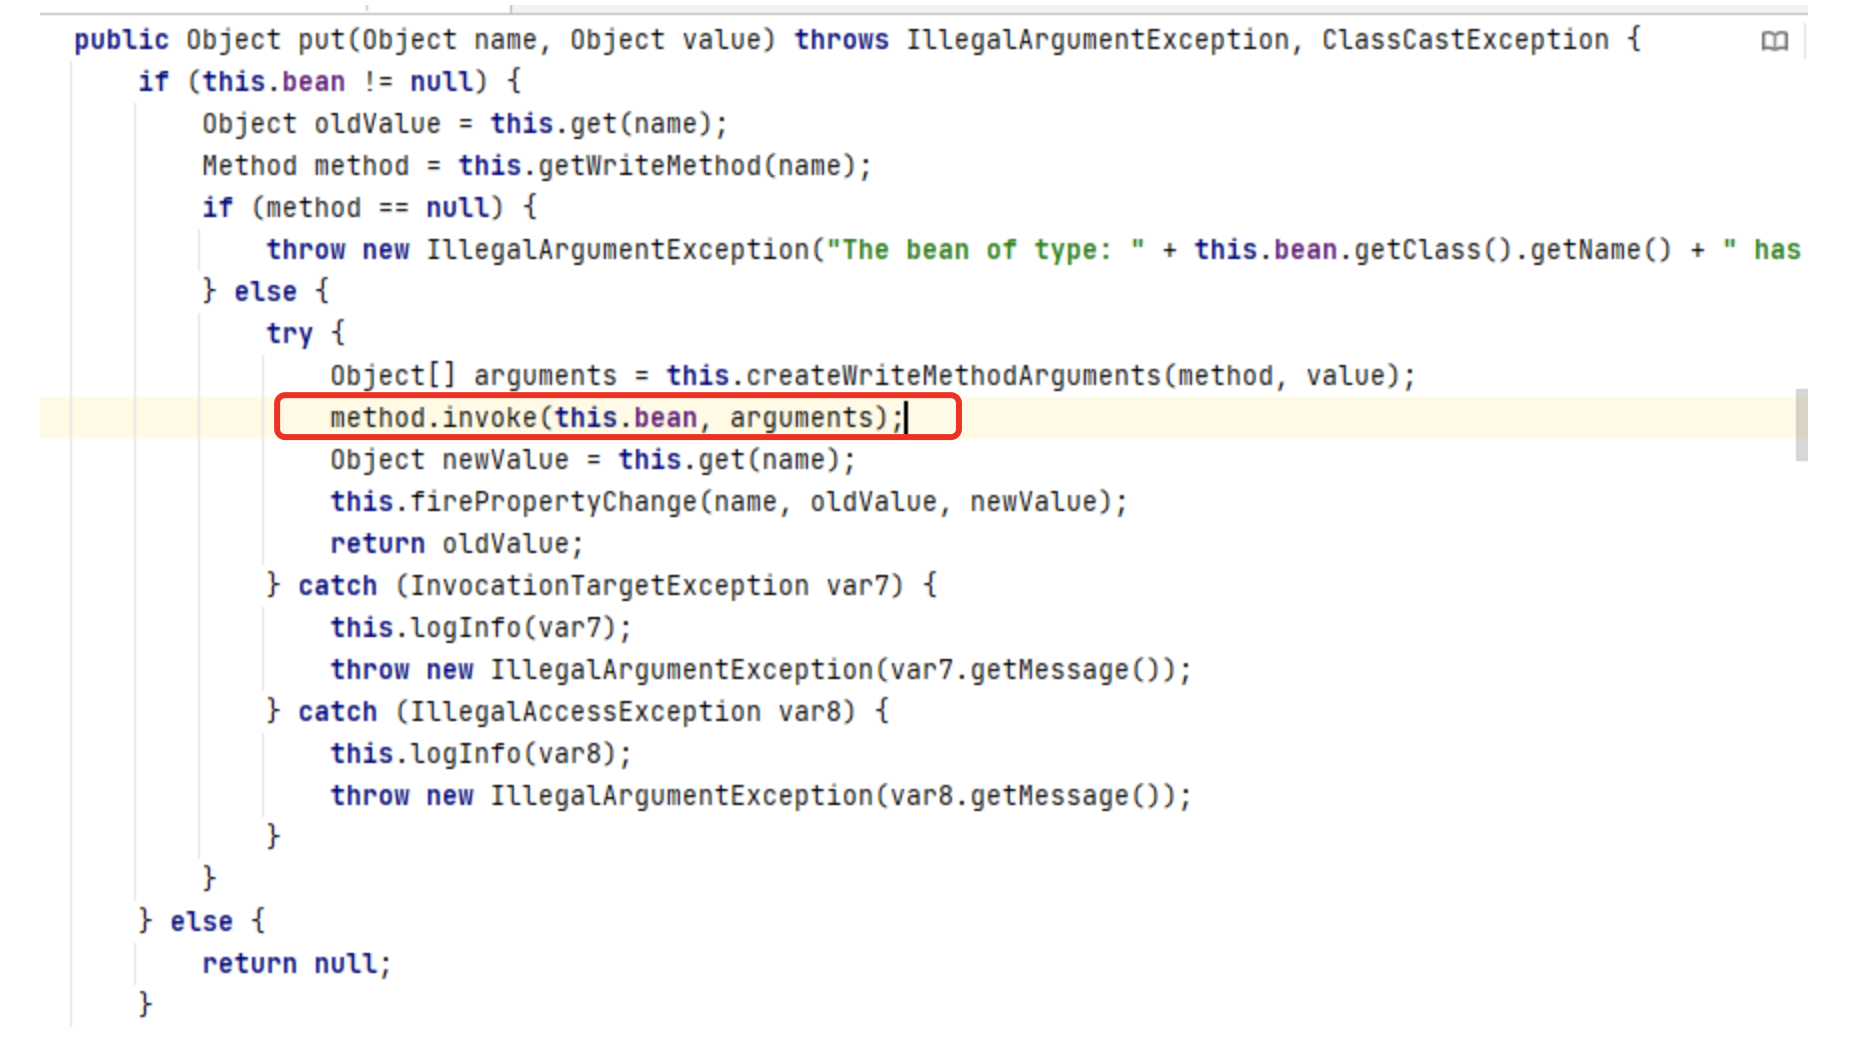 public Object put(Object name, Object value) throws IllegalArgumentException, ClassCastException {
if (this.bean != null) {
Object oldValue = this.get(name);
Method method = this.getWriteMethod(name);
if (method == null) {
throw new IllegalArgumentException("The bean of type: " + this.bean.getClass().getName() + " has
} else {
try {
Object[] arguments = this.createWriteMethodArguments(method, value);
method.invoke(this.bean, arguments);
Object newValue = this.get(name);
this.firePropertyChange(name, oldValue, newValue);
return oldValue;
} catch (InvocationTargetException var7) {
this.logInfo(var7);
throw new IllegalArgumentException(var7.getMessage());
} catch (IllegalAccessException var8) {
this.logInfo(var8);
throw new IllegalArgumentException(var8.getMessage());
}
}
} else {
return null;
}